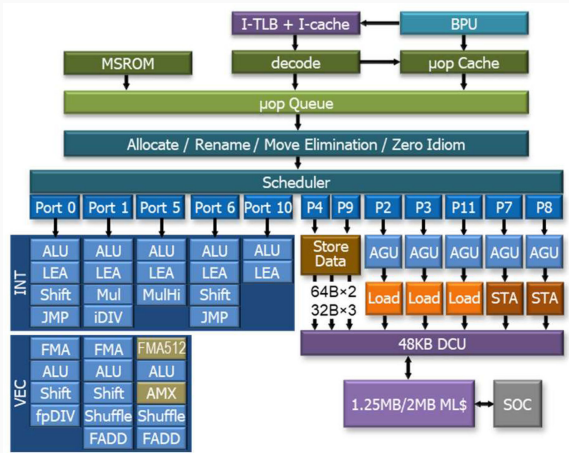 I-TLB + I-cache
BPU
MSROM
decode
μop Cache
μop Queue
Allocate / Rename / Move Elimination / Zero Idiom
Scheduler
Port 0
Port 1
Port 5
Port 6
Port 10
P4
P9
P2
P3
P11
P7
P8
INT
ALU
LEA
Shift
JMP
ALU
LEA
Mul
iDIV
ALU
LEA
MulHi
ALU
LEA
Shift
JMP
ALU
LEA
Store
Data
64B×2
32B×3
AGU
AGU
AGU
AGU
AGU
Load
Load
Load
STA
STA
VEC
FMA
ALU
Shift
fpDIV
FMA
ALU
Shift
Shuffle
FADD
FMA512
ALU
AMX
Shuffle
FADD
48KB DCU
1.25MB/2MB ML$
SOC